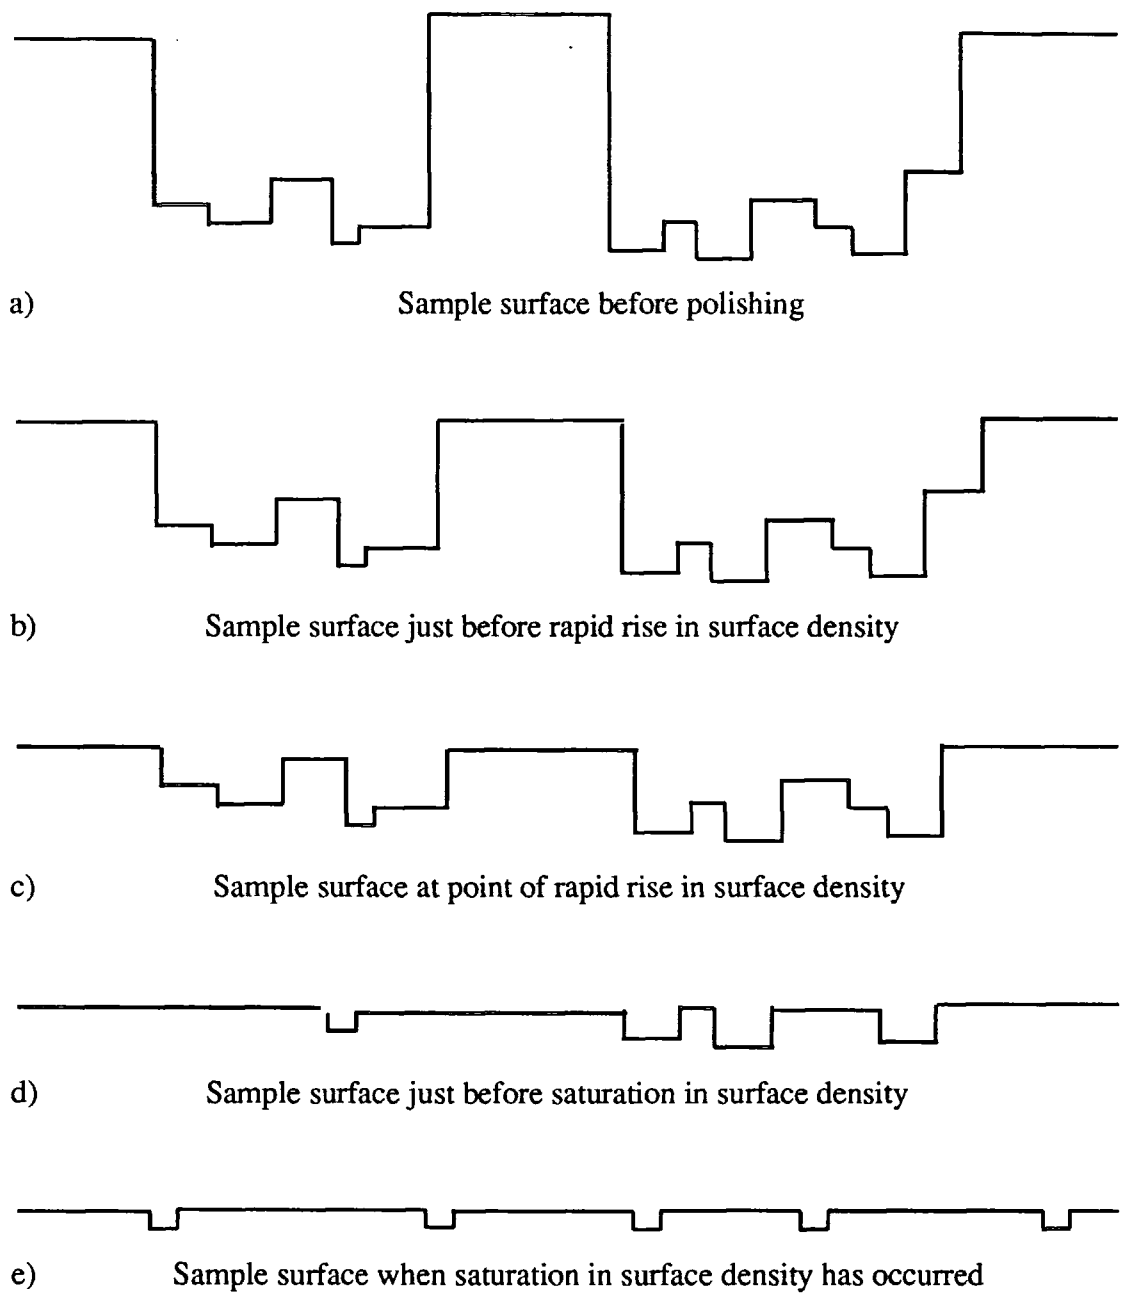 a) Sample surface before polishing
b) Sample surface just before rapid rise in surface density
c) Sample surface at point of rapid rise in surface density
d) Sample surface just before saturation in surface density
e) Sample surface when saturation in surface density has occurred